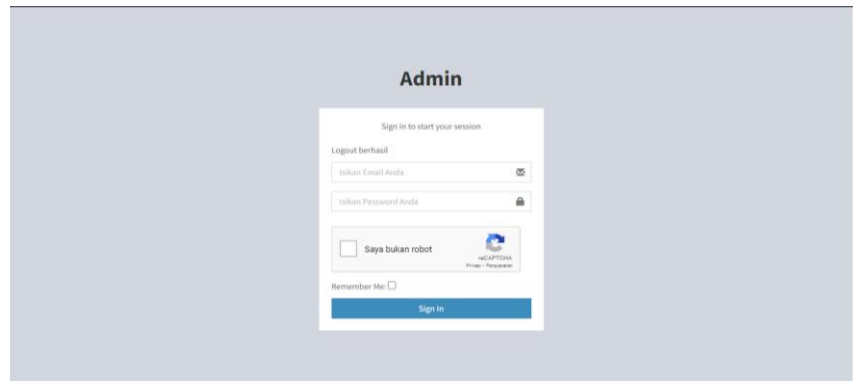 Admin
Sign in to start your session
Logout berhasil
Isikan Email Anda
Isikan Password Anda
Saya bukan robot
reCAPTCHA
Privasi - Persyaratan
Remember Me:
Sign In